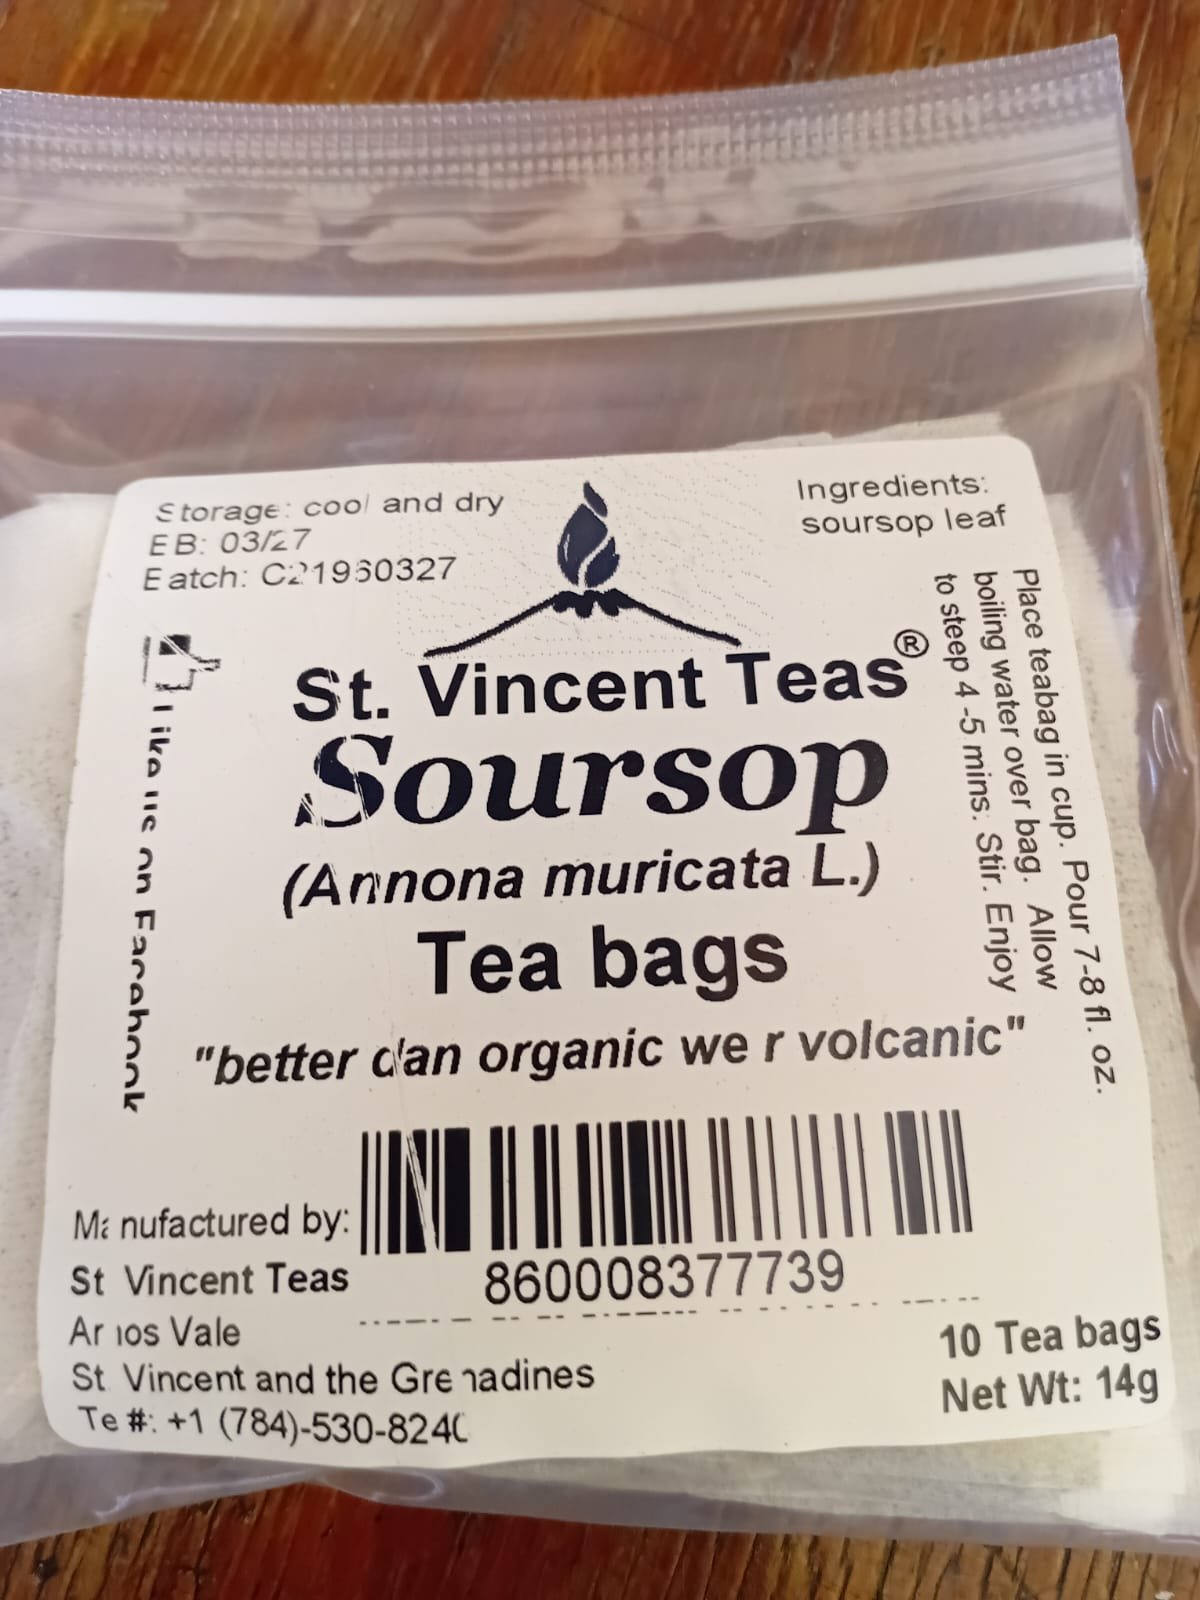 Storage: cool and dry
BB: 03/27
Batch: C21960327
Ingredients:
soursop leaf
St. Vincent Teas®
Soursop
(Annona muricata L.)
Tea bags
"better dan organic we r volcanic"
Like us on Facebook
Place teabag in cup. Pour 7-8 fl. oz.
boiling water over bag. Allow
to steep 4-5 mins. Stir. Enjoy
860008377739
Manufactured by:
St Vincent Teas
Arnos Vale
St. Vincent and the Grenadines
Tel#: +1 (784)-530-8240
10 Tea bags
Net Wt: 14g